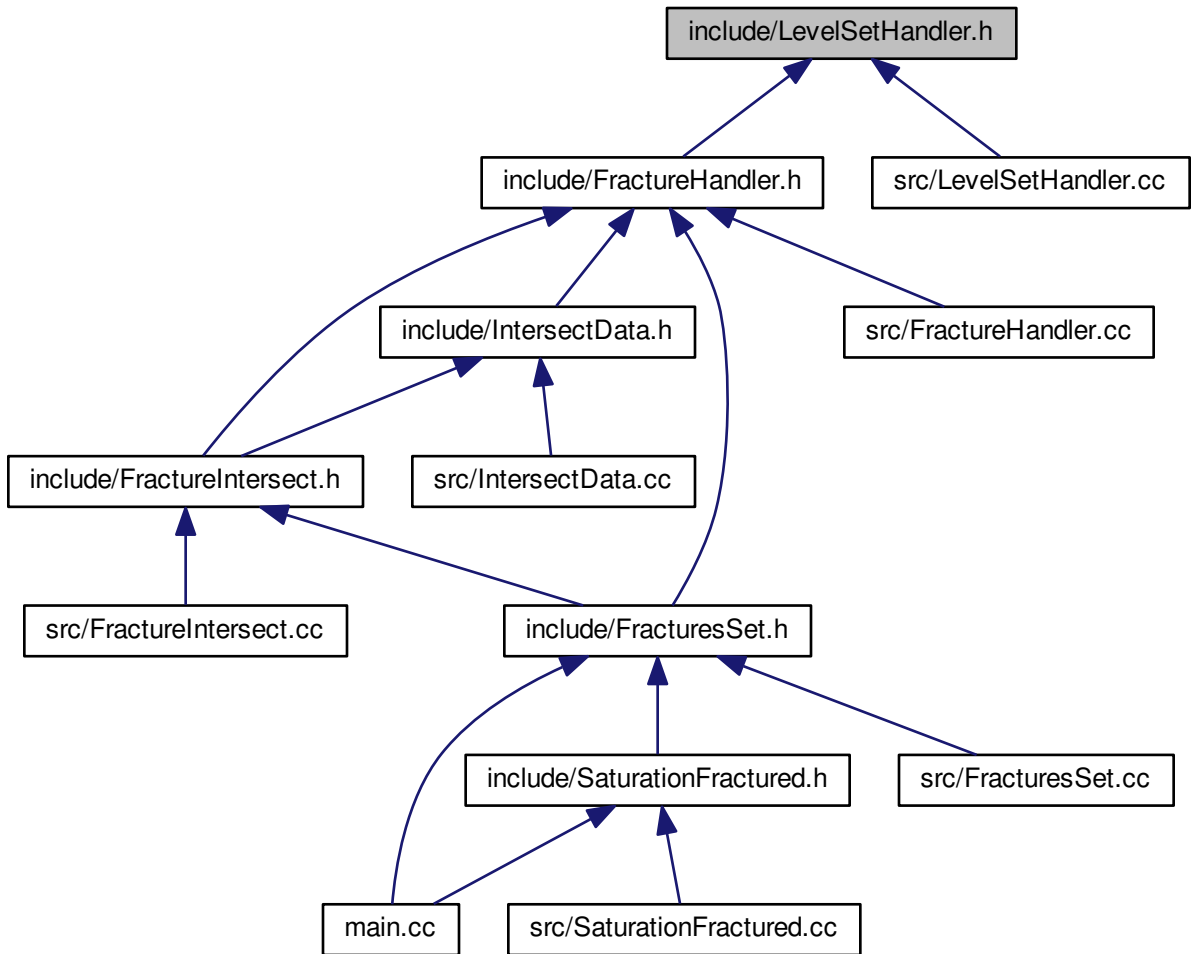 include/LevelSetHandler.h
include/FractureHandler.h
src/LevelSetHandler.cc
include/IntersectData.h
src/FractureHandler.cc
include/FractureIntersect.h
src/IntersectData.cc
src/FractureIntersect.cc
include/FracturesSet.h
include/SaturationFractured.h
src/FracturesSet.cc
main.cc
src/SaturationFractured.cc